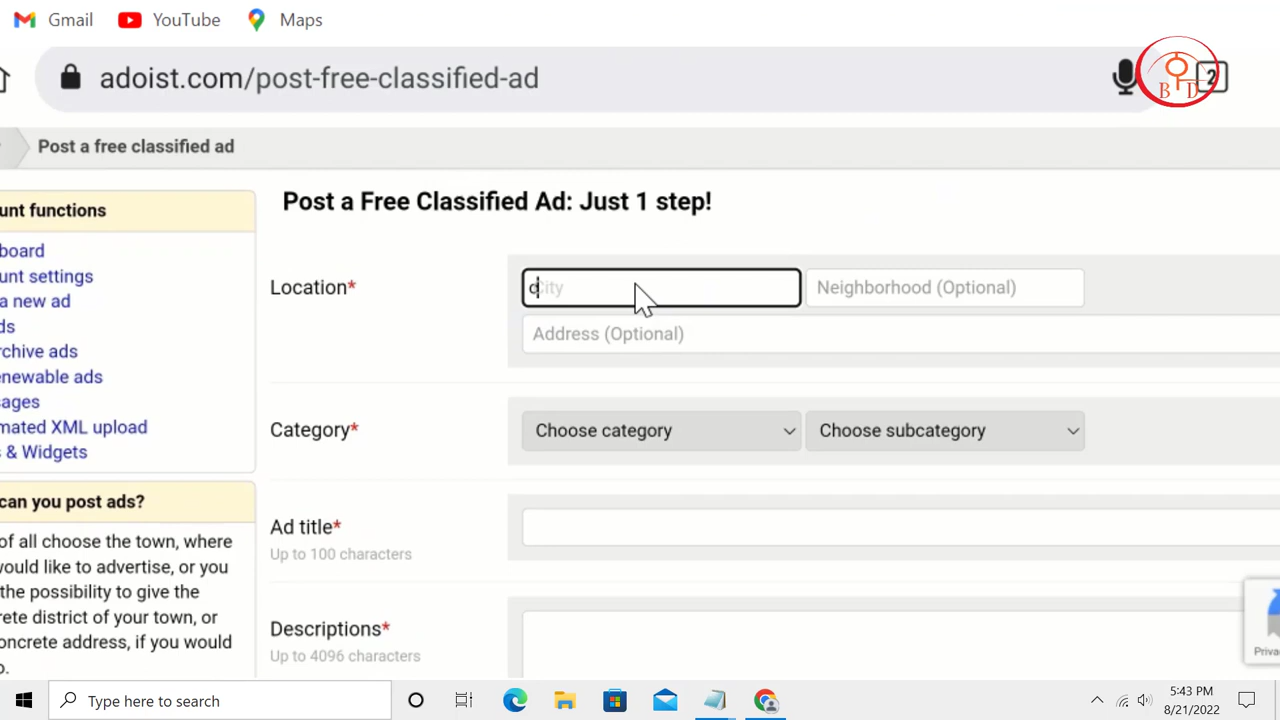 Gmail YouTube Maps
adoist.com/post-free-classified-ad
2
B D
Post a free classified ad
unt functions
Post a Free Classified Ad: Just 1 step!
board
unt settings
a new ad
ds
rchive ads
enewable ads
sages
mated XML upload
s & Widgets
Location*
City
Neighborhood (Optional)
Address (Optional)
Category*
Choose category
Choose subcategory
can you post ads?
of all choose the town, where
would like to advertise, or you
the possibility to give the
rete district of your town, or
oncrete address, if you would
o.
Ad title*
Up to 100 characters
Descriptions*
Up to 4096 characters
Priva
Type here to search
5:43 PM
8/21/2022